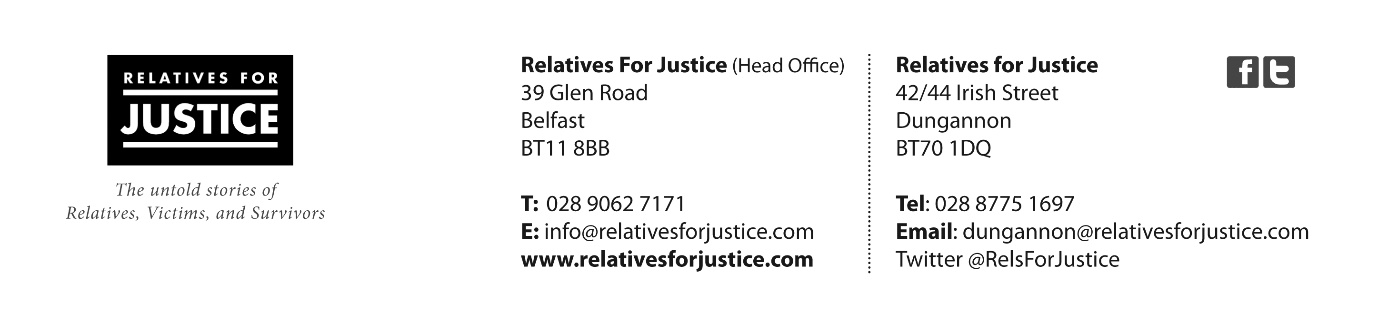 RELATIVES FOR
JUSTICE
The untold stories of
Relatives, Victims, and Survivors
Relatives For Justice (Head Office)
39 Glen Road
Belfast
BT11 8BB
T: 028 9062 7171
E: info@relativesforjustice.com
www.relativesforjustice.com
Relatives for Justice
42/44 Irish Street
Dungannon
BT70 1DQ
Tel: 028 8775 1697
Email: dungannon@relativesforjustice.com
Twitter @RelsForJustice
f t